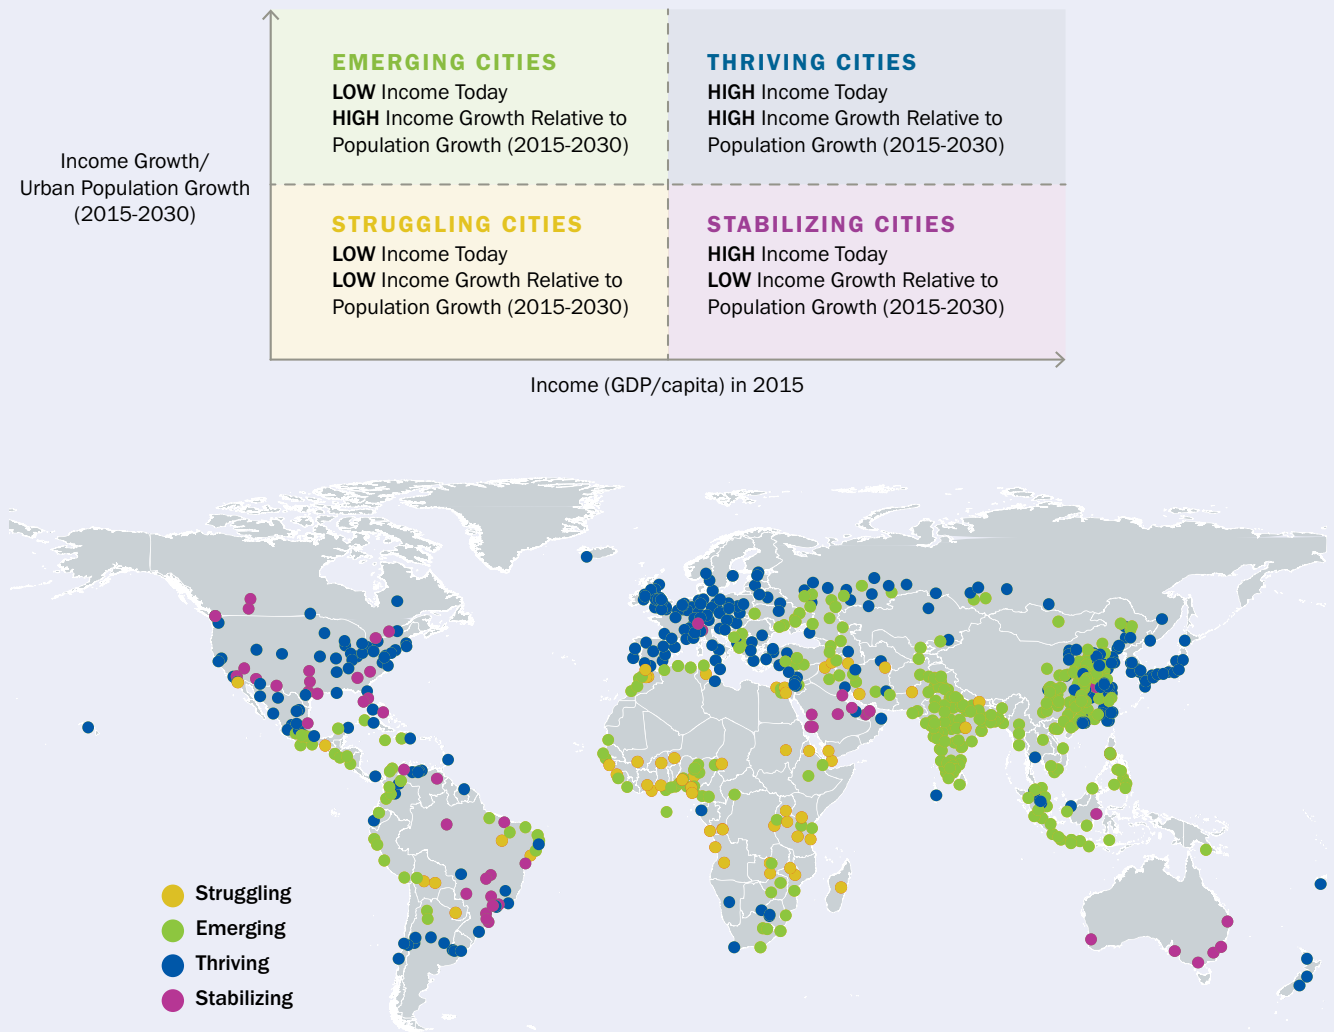 EMERGING CITIES
LOW Income Today
HIGH Income Growth Relative to
Population Growth (2015-2030)
THRIVING CITIES
HIGH Income Today
HIGH Income Growth Relative to
Population Growth (2015-2030)
Income Growth/
Urban Population Growth
(2015-2030)
STRUGGLING CITIES
LOW Income Today
LOW Income Growth Relative to
Population Growth (2015-2030)
STABILIZING CITIES
HIGH Income Today
LOW Income Growth Relative to
Population Growth (2015-2030)
Income (GDP/capita) in 2015
Struggling
Emerging
Thriving
Stabilizing